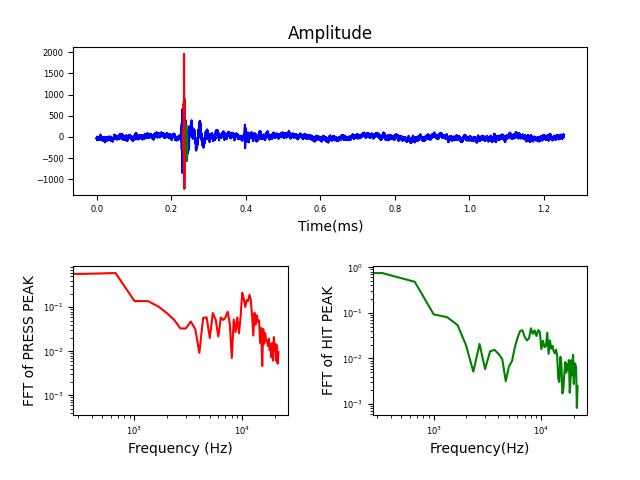 Amplitude
2000
1500
1000
500
0
−500
−1000
0.0 0.2 0.4 0.6 0.8 1.0 1.2
Time(ms)
FFT of PRESS PEAK
10⁻¹
10⁻²
10⁻³
10³ 10⁴
Frequency (Hz)
FFT of HIT PEAK
10⁰
10⁻¹
10⁻²
10⁻³
10³ 10⁴
Frequency(Hz)